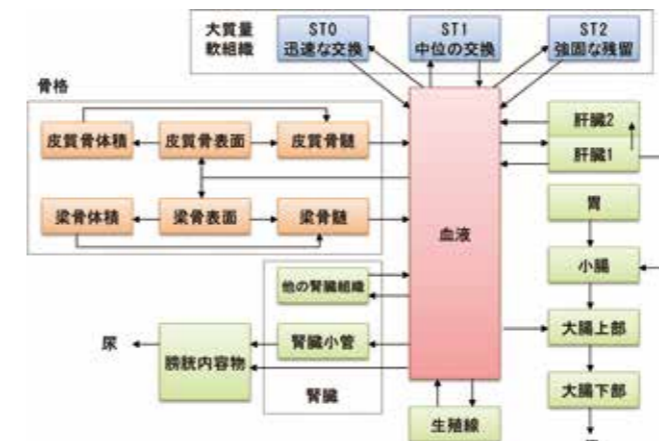 大質量
軟組織
ST0
迅速な交換
ST1
中位の交換
ST2
強固な残留
骨格
皮質骨体積
皮質骨表面
皮質骨髄
梁骨体積
梁骨表面
梁骨髄
血液
肝臓2
肝臓1
胃
小腸
大腸上部
大腸下部
他の腎臓組織
腎臓小管
腎臓
膀胱内容物
尿
生殖線